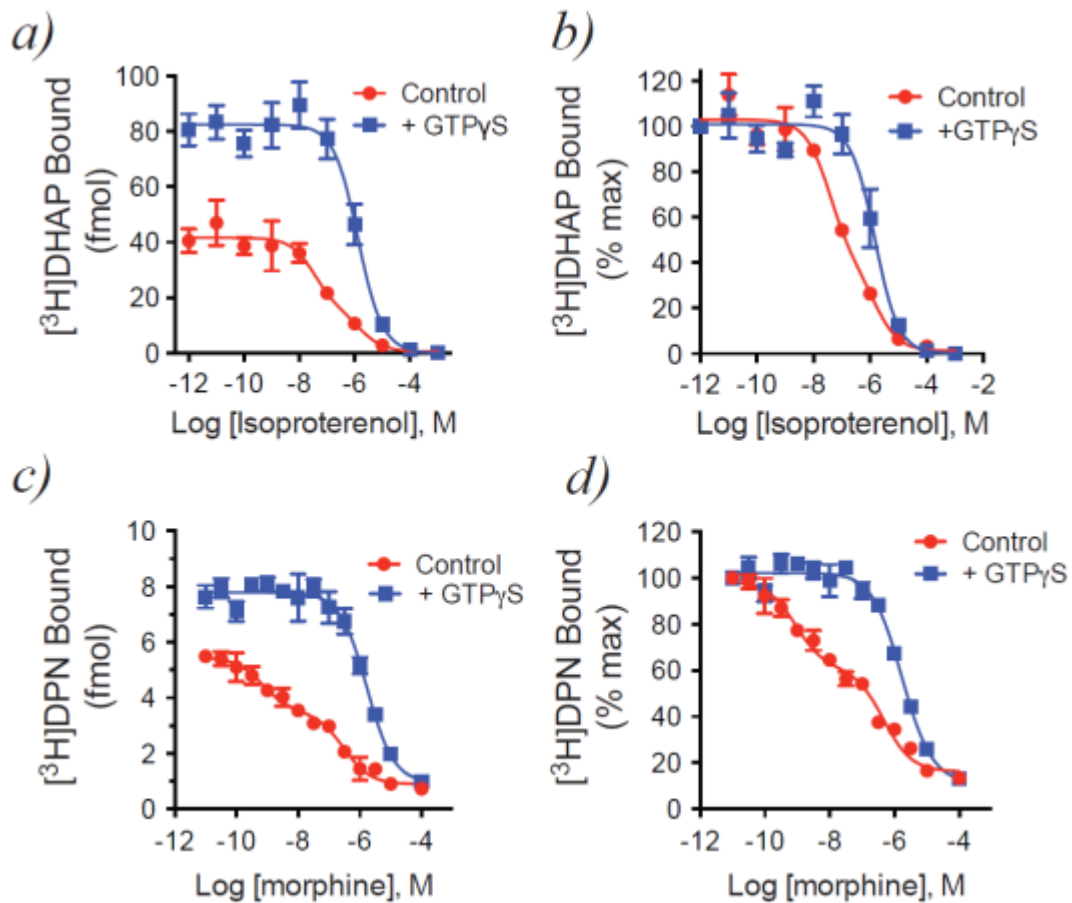 a)
[³H]DHAP Bound
(fmol)
100
80
60
40
20
0
Control
+ GTPγS
-12 -10 -8 -6 -4
Log [Isoproterenol], M
b)
[³H]DHAP Bound
(% max)
120
100
80
60
40
20
0
Control
+GTPγS
-12 -10 -8 -6 -4 -2
Log [Isoproterenol], M
c)
[³H]DPN Bound
(fmol)
10
8
6
4
2
0
Control
+ GTPγS
-12 -10 -8 -6 -4
Log [morphine], M
d)
[³H]DPN Bound
(% max)
120
100
80
60
40
20
0
Control
+ GTPγS
-12 -10 -8 -6 -4
Log [morphine], M